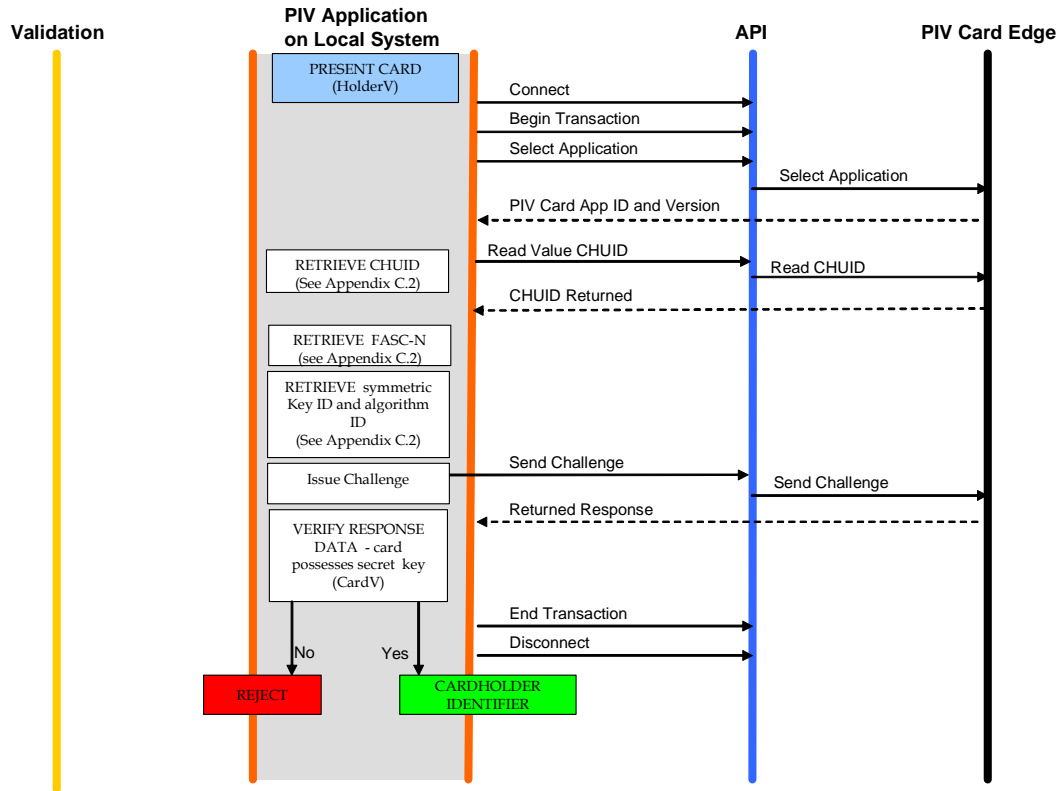 PIV Application
on Local System
Validation
API
PIV Card Edge
PRESENT CARD
(HolderV)
Connect
Begin Transaction
Select Application
Select Application
PIV Card App ID and Version
Read Value CHUID
RETRIEVE CHUID
(See Appendix C.2)
Read CHUID
CHUID Returned
RETRIEVE FASC-N
(see Appendix C.2)
RETRIEVE symmetric
Key ID and algorithm
ID
(See Appendix C.2)
Issue Challenge
Send Challenge
Send Challenge
Returned Response
VERIFY RESPONSE
DATA - card
possesses secret key
(CardV)
End Transaction
Disconnect
No
Yes
REJECT
CARDHOLDER
IDENTIFIER